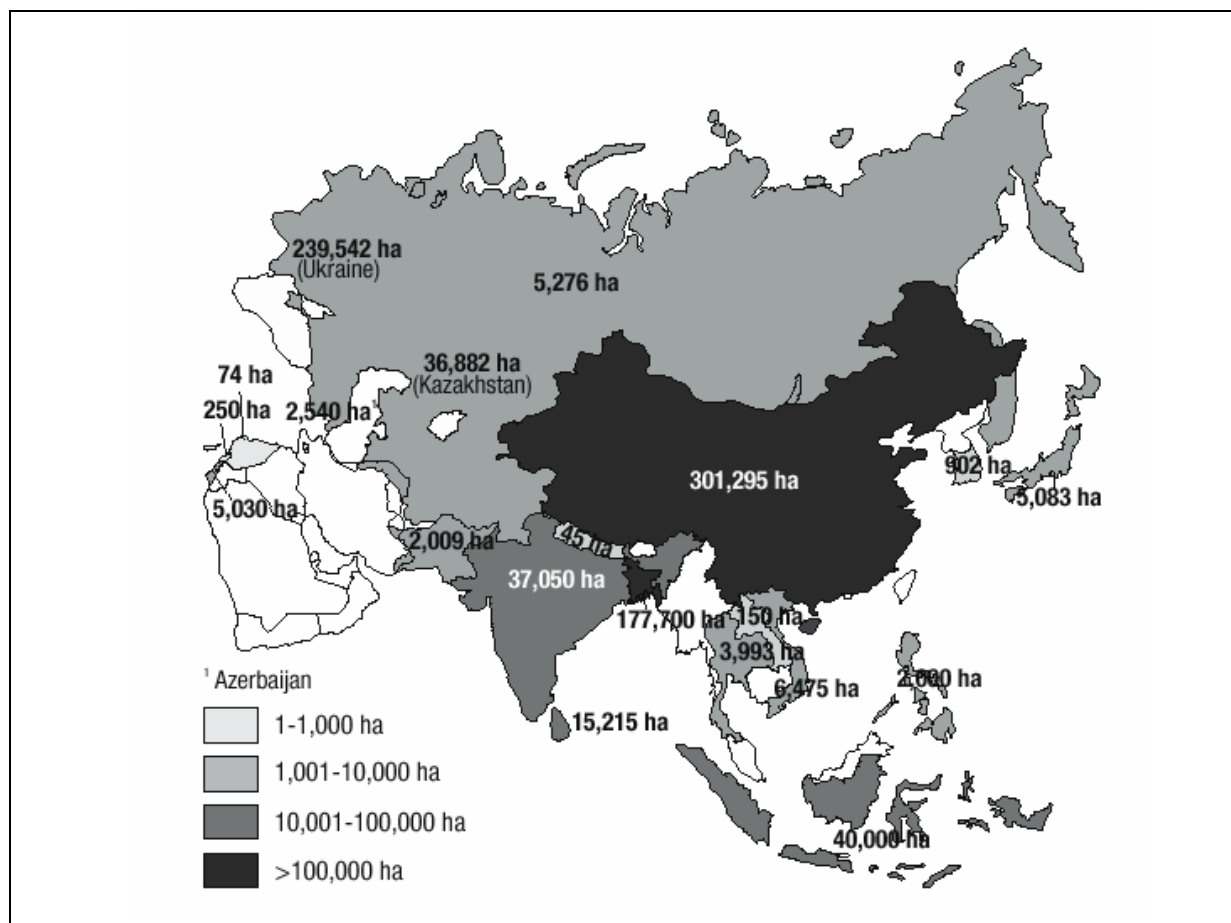 239,542 ha
(Ukraine)
5,276 ha
36,882 ha
(Kazakhstan)
74 ha
250 ha
2,540 ha¹
5,030 ha
301,295 ha
902 ha
5,083 ha
2,009 ha
45 ha
37,050 ha
177,700 ha
150 ha
3,993 ha
6,475 ha
15,215 ha
40,000 ha
¹ Azerbaijan
1-1,000 ha
1,001-10,000 ha
10,001-100,000 ha
>100,000 ha